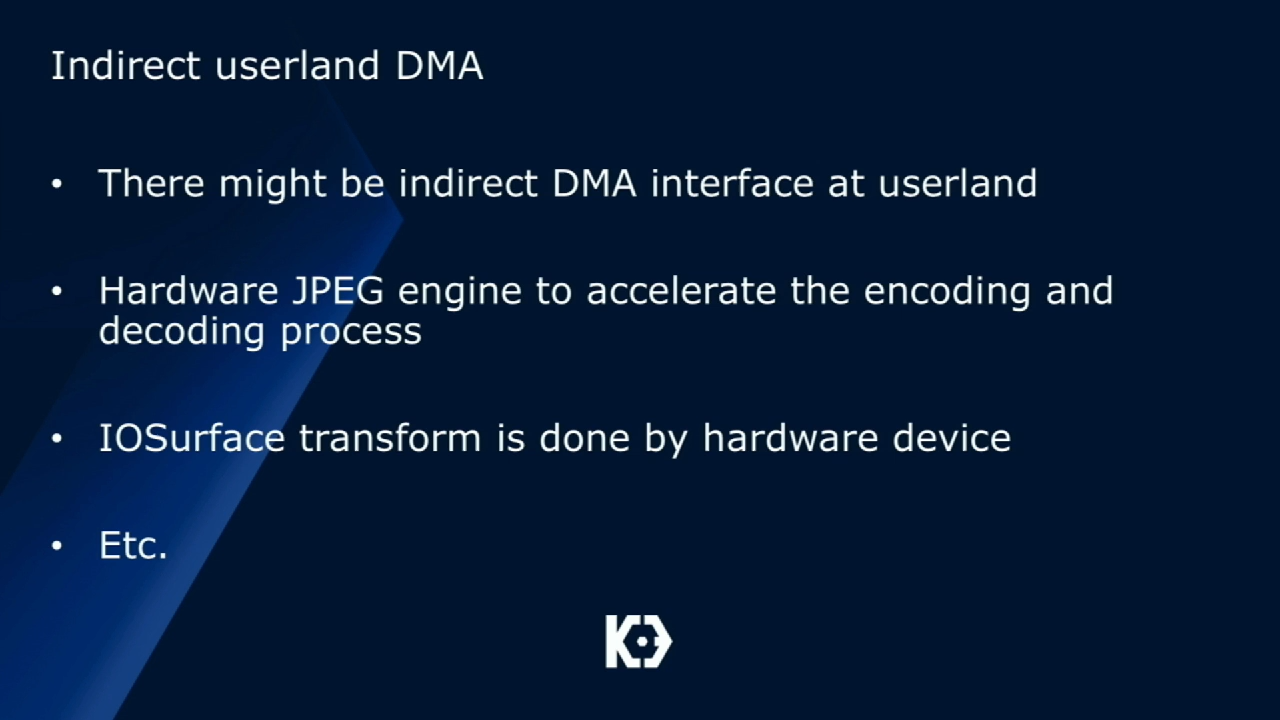 Indirect userland DMA
• There might be indirect DMA interface at userland
• Hardware JPEG engine to accelerate the encoding and
decoding process
• IOSurface transform is done by hardware device
• Etc.